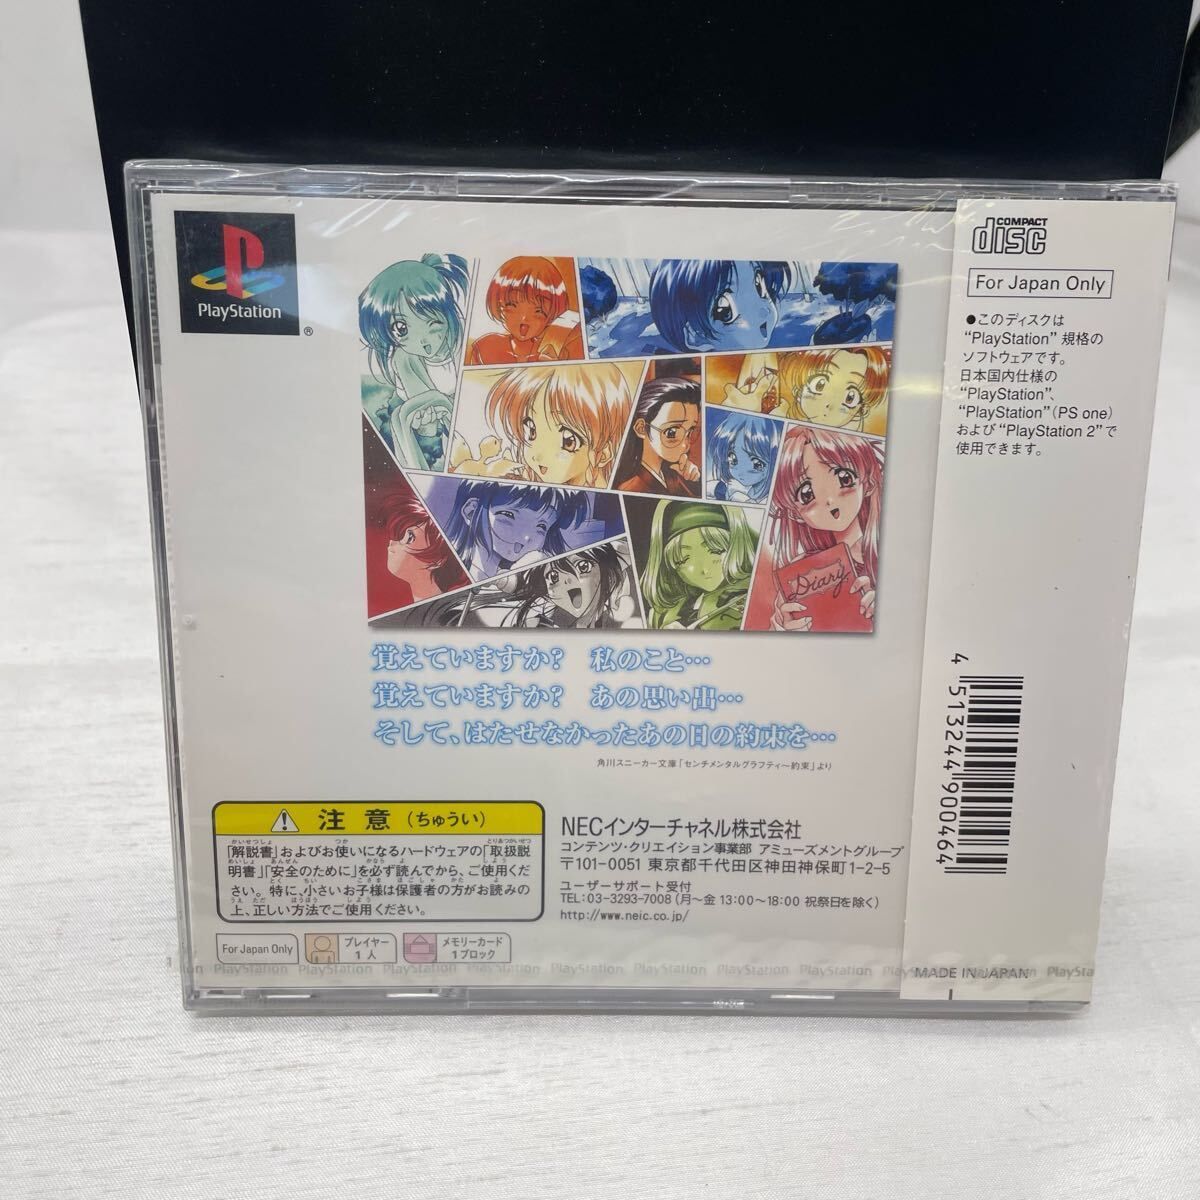 PlayStation
®
COMPACT
disc
For Japan Only
●このディスクは
"PlayStation" 規格の
ソフトウェアです。
日本国内仕様の
"PlayStation"、
"PlayStation" (PS one)
および "PlayStation 2" で
使用できます。
Diary
覚えていますか? 私のこと…
覚えていますか? あの思い出…
そして、はたせなかったあの日の約束を…
角川スニーカー文庫「センチメンタルグラフティ~約束」より
4 513244 900464
注意 (ちゅうい)
「解説書」およびお使いになるハードウェアの「取扱説
明書」「安全のために」を必ず読んでから、ご使用くだ
さい。特に、小さいお子様は保護者の方がお読みの
上、正しい方法でご使用ください。
NECインターチャネル株式会社
コンテンツ・クリエイション事業部 アミューズメントグループ
〒101-0051 東京都千代田区神田神保町1-2-5
ユーザーサポート受付
TEL:03-3293-7008 (月~金 13:00~18:00 祝祭日を除く)
http://www.neic.co.jp/
For Japan Only
プレイヤー
1人
メモリーカード
1ブロック
MADE IN JAPAN
PlayStation PlayStation PlayStation PlayStation PlayStation PlayStation PlayStation PlayStation